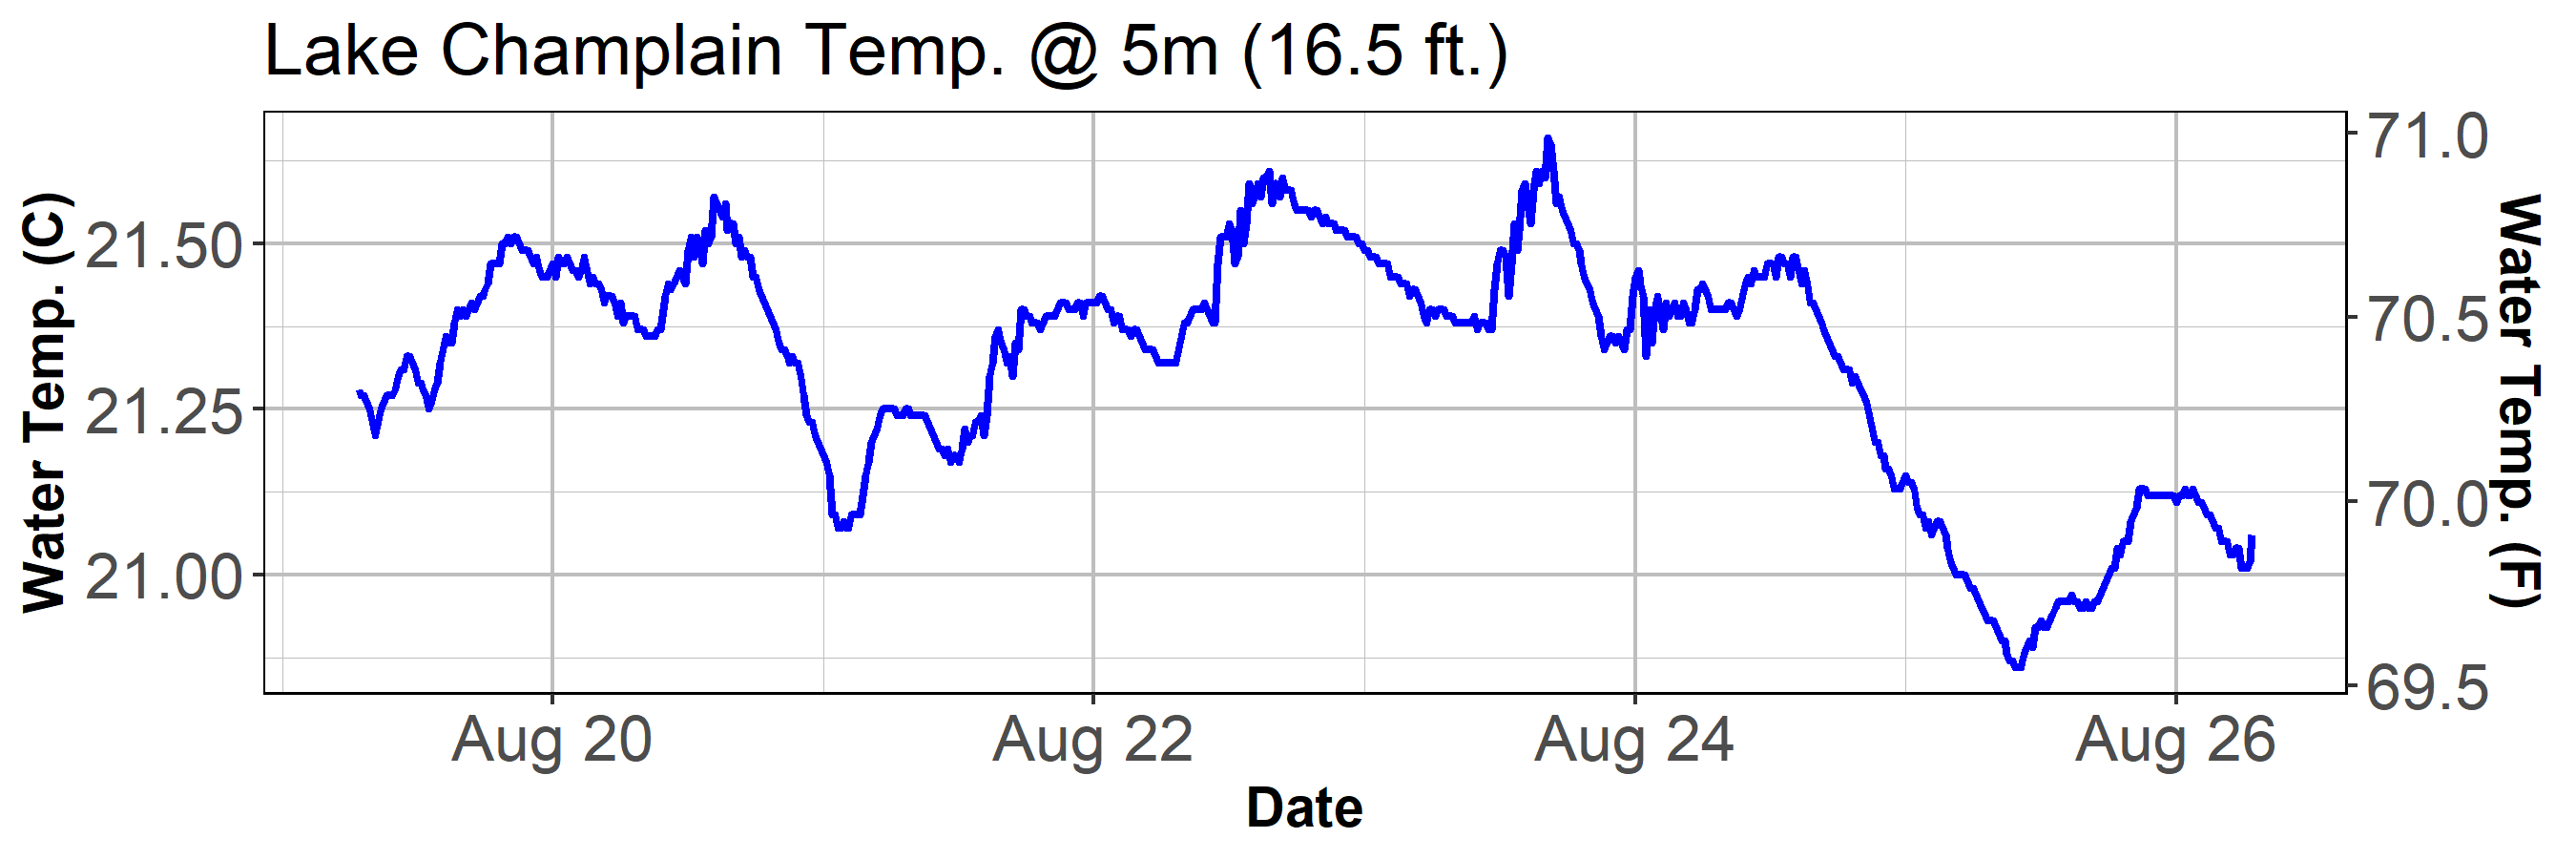 Lake Champlain Temp. @ 5m (16.5 ft.)
Water Temp. (C)
21.50
21.25
21.00
71.0
70.5
70.0
69.5
Water Temp. (F)
Aug 20
Aug 22
Aug 24
Aug 26
Date